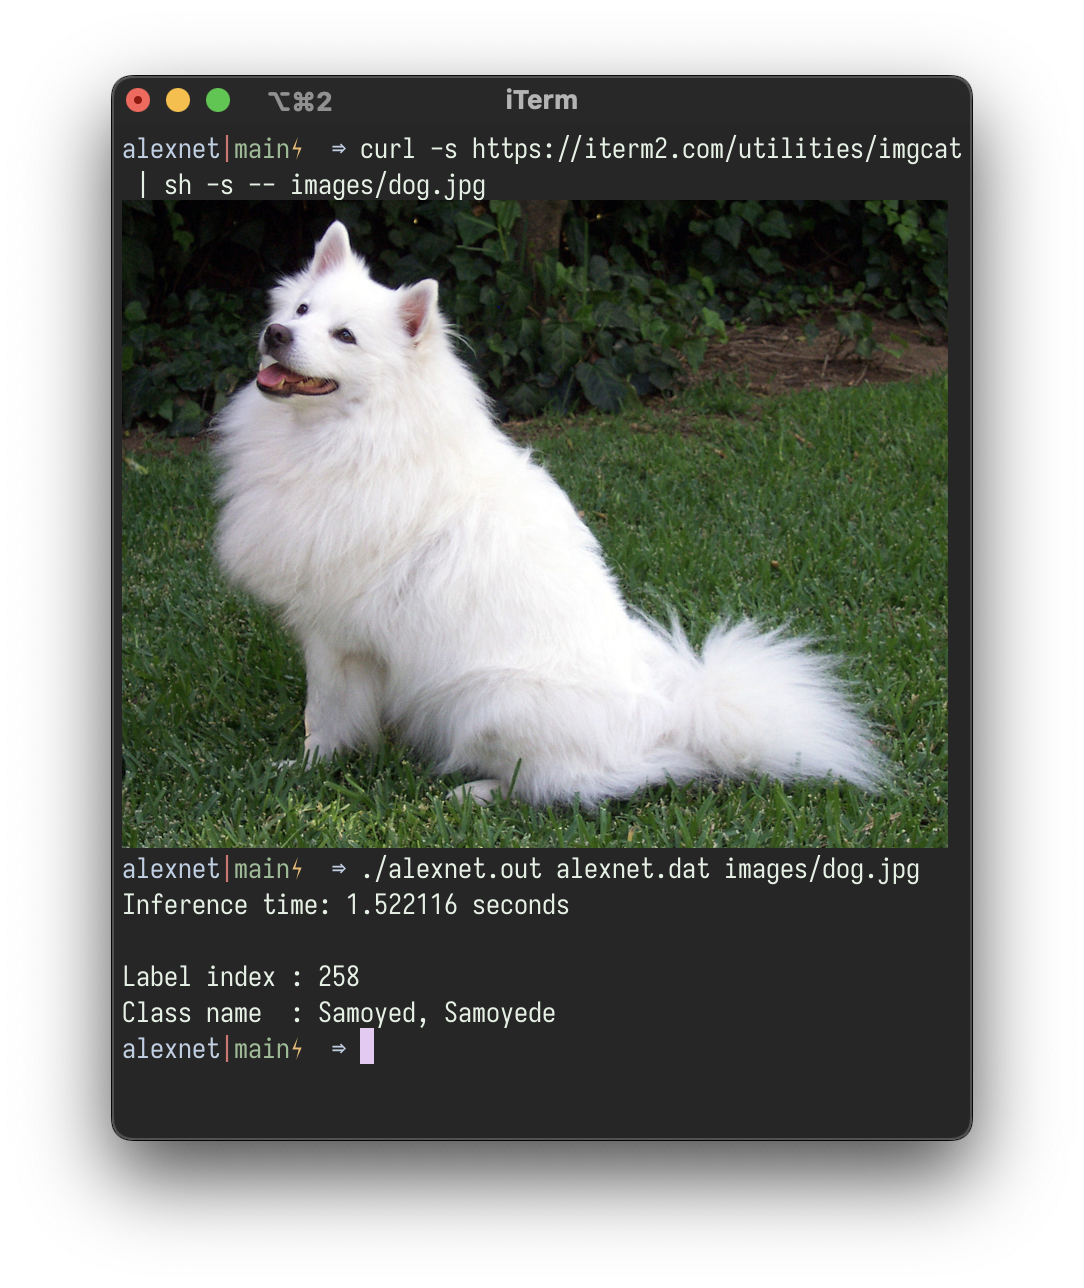 ⌥⌘2 iTerm
alexnet|main⚡ ⇒ curl -s https://iterm2.com/utilities/imgcat
| sh -s -- images/dog.jpg
alexnet|main⚡ ⇒ ./alexnet.out alexnet.dat images/dog.jpg
Inference time: 1.522116 seconds
Label index : 258
Class name  : Samoyed, Samoyede
alexnet|main⚡ ⇒